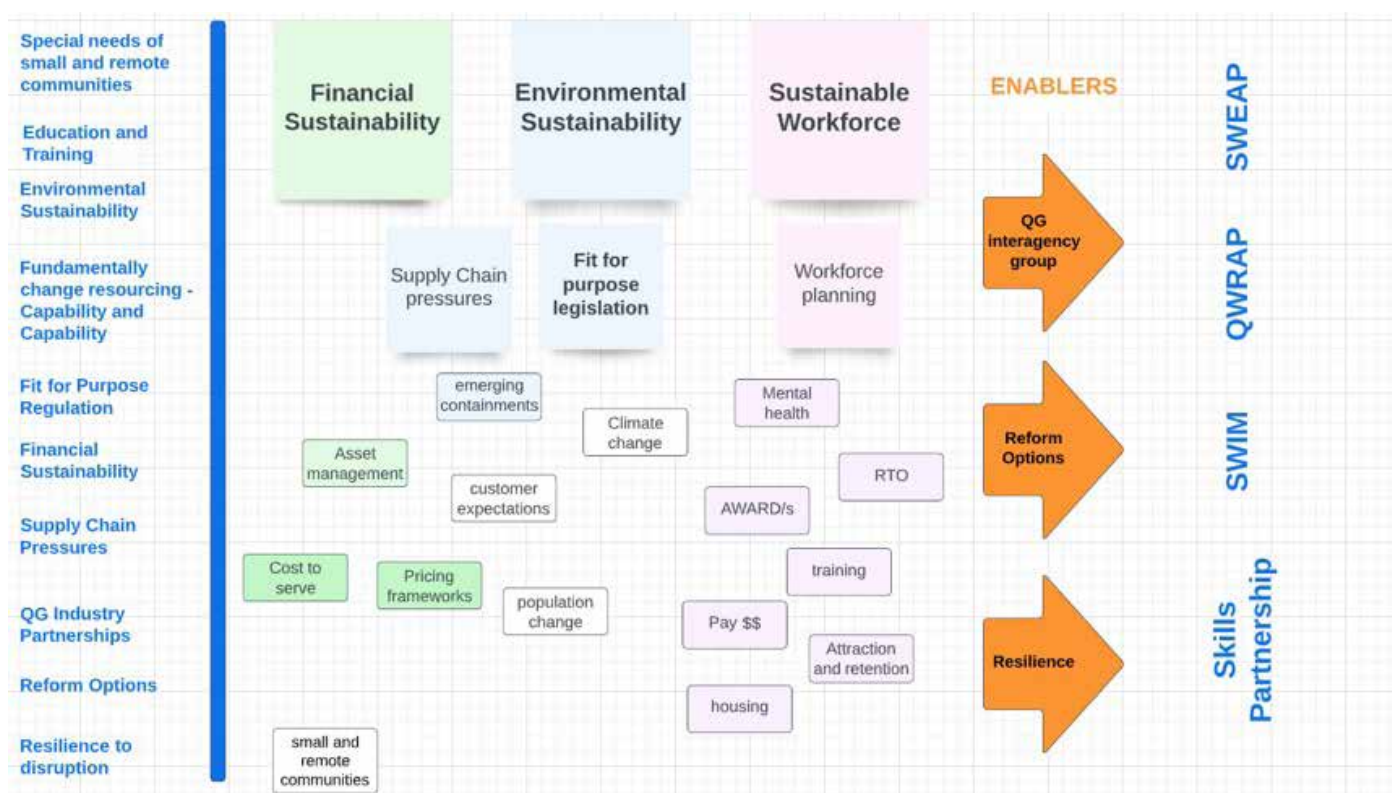 Special needs of
small and remote
communities
Education and
Training
Environmental
Sustainability
Fundamentally
change resourcing -
Capability and
Capability
Fit for Purpose
Regulation
Financial
Sustainability
Supply Chain
Pressures
QG Industry
Partnerships
Reform Options
Resilience to
disruption
Financial
Sustainability
Environmental
Sustainability
Sustainable
Workforce
Supply Chain
pressures
Fit for
purpose
legislation
Workforce
planning
emerging
containments
Climate
change
Mental
health
Asset
management
customer
expectations
RTO
AWARD/s
Cost to
serve
Pricing
frameworks
training
population
change
Pay $$
Attraction
and retention
housing
small and
remote
communities
ENABLERS
QG
interagency
group
Reform
Options
Resilience
SWEAP
QWRAP
SWIM
Skills
Partnership